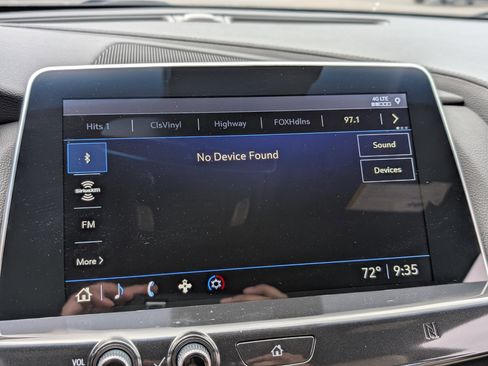 4G LTE
Hits 1 ClsVinyl Highway FOXHdlns 97.1
No Device Found
Sound
Devices
SiriusXM
FM
More
72° 9:35
VOL